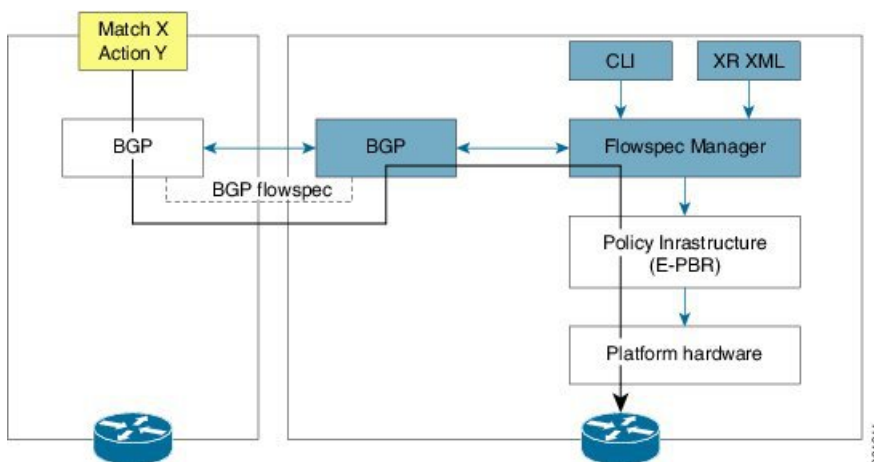 Match X
Action Y
CLI
XR XML
BGP
BGP
Flowspec Manager
BGP flowspec
Policy Inrastructure
(E-PBR)
Platform hardware